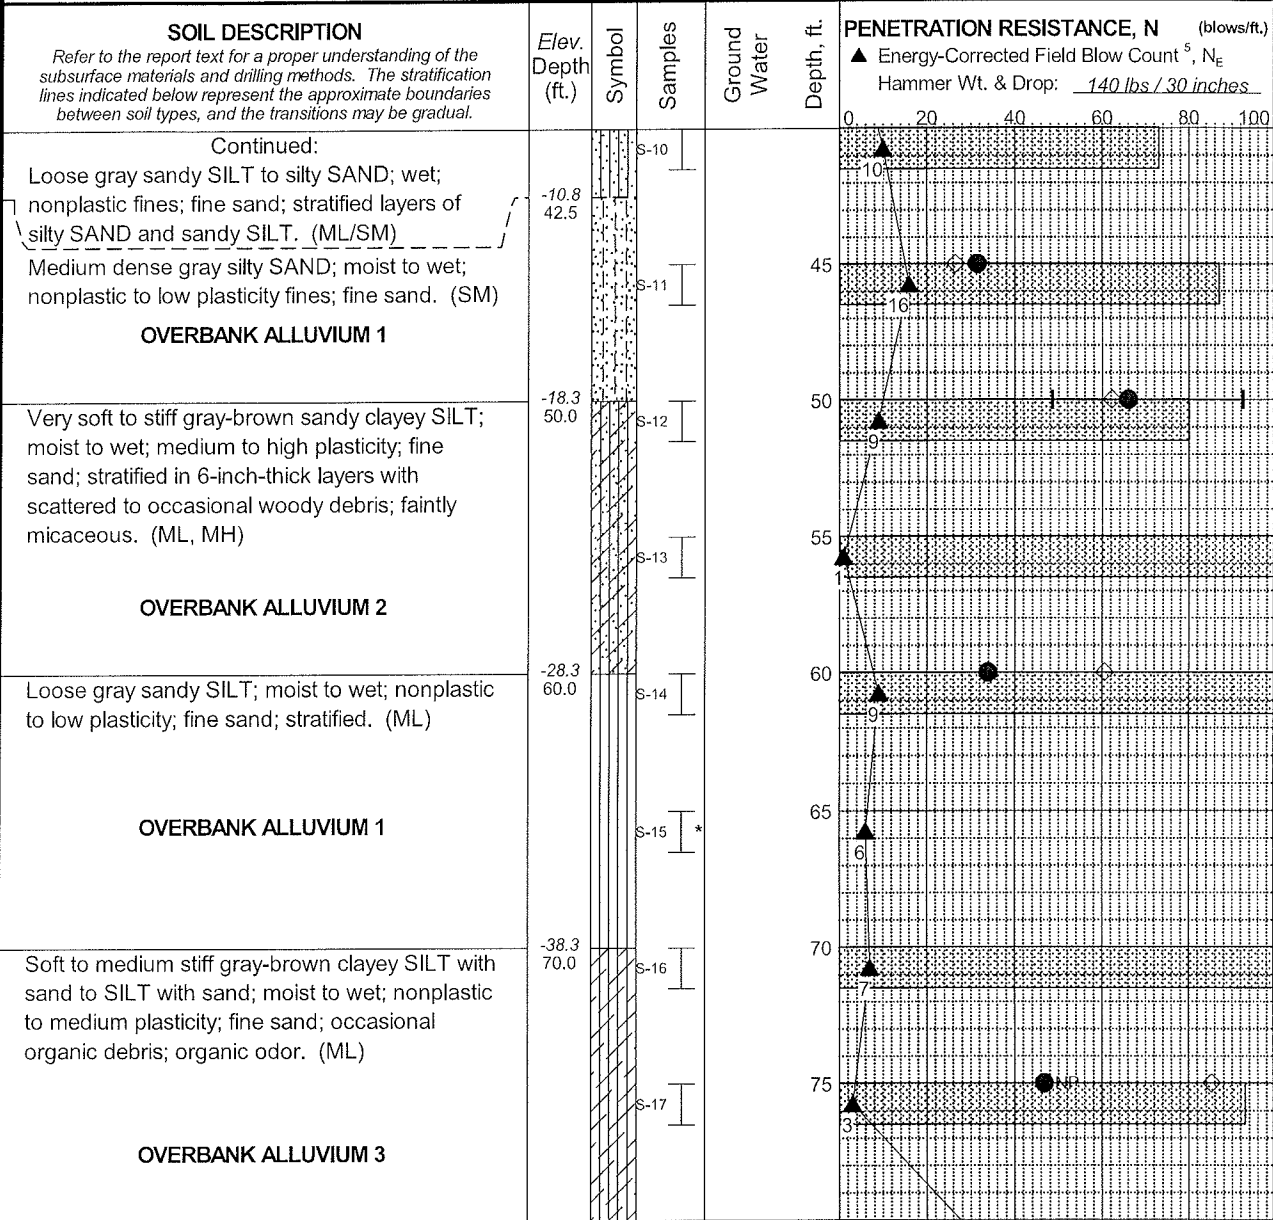 SOIL DESCRIPTION
Refer to the report text for a proper understanding of the
subsurface materials and drilling methods. The stratification
lines indicated below represent the approximate boundaries
between soil types, and the transitions may be gradual.
Elev.
Depth
(ft.)
Symbol
Samples
Ground
Water
Depth, ft.
PENETRATION RESISTANCE, N (blows/ft.)
▲ Energy-Corrected Field Blow Count 5, NE
Hammer Wt. & Drop: 140 lbs / 30 inches
0 20 40 60 80 100
Continued:
Loose gray sandy SILT to silty SAND; wet;
nonplastic fines; fine sand; stratified layers of
silty SAND and sandy SILT. (ML/SM)
-10.8
42.5
S-10
10
Medium dense gray silty SAND; moist to wet;
nonplastic to low plasticity fines; fine sand. (SM)
OVERBANK ALLUVIUM 1
S-11
45
16
-18.3
50.0
Very soft to stiff gray-brown sandy clayey SILT;
moist to wet; medium to high plasticity; fine
sand; stratified in 6-inch-thick layers with
scattered to occasional woody debris; faintly
micaceous. (ML, MH)
OVERBANK ALLUVIUM 2
S-12
50
9
S-13
55
1
-28.3
60.0
Loose gray sandy SILT; moist to wet; nonplastic
to low plasticity; fine sand; stratified. (ML)
OVERBANK ALLUVIUM 1
S-14
60
9
S-15 *
65
6
-38.3
70.0
Soft to medium stiff gray-brown clayey SILT with
sand to SILT with sand; moist to wet; nonplastic
to medium plasticity; fine sand; occasional
organic debris; organic odor. (ML)
OVERBANK ALLUVIUM 3
S-16
70
7
S-17
75
NP
3